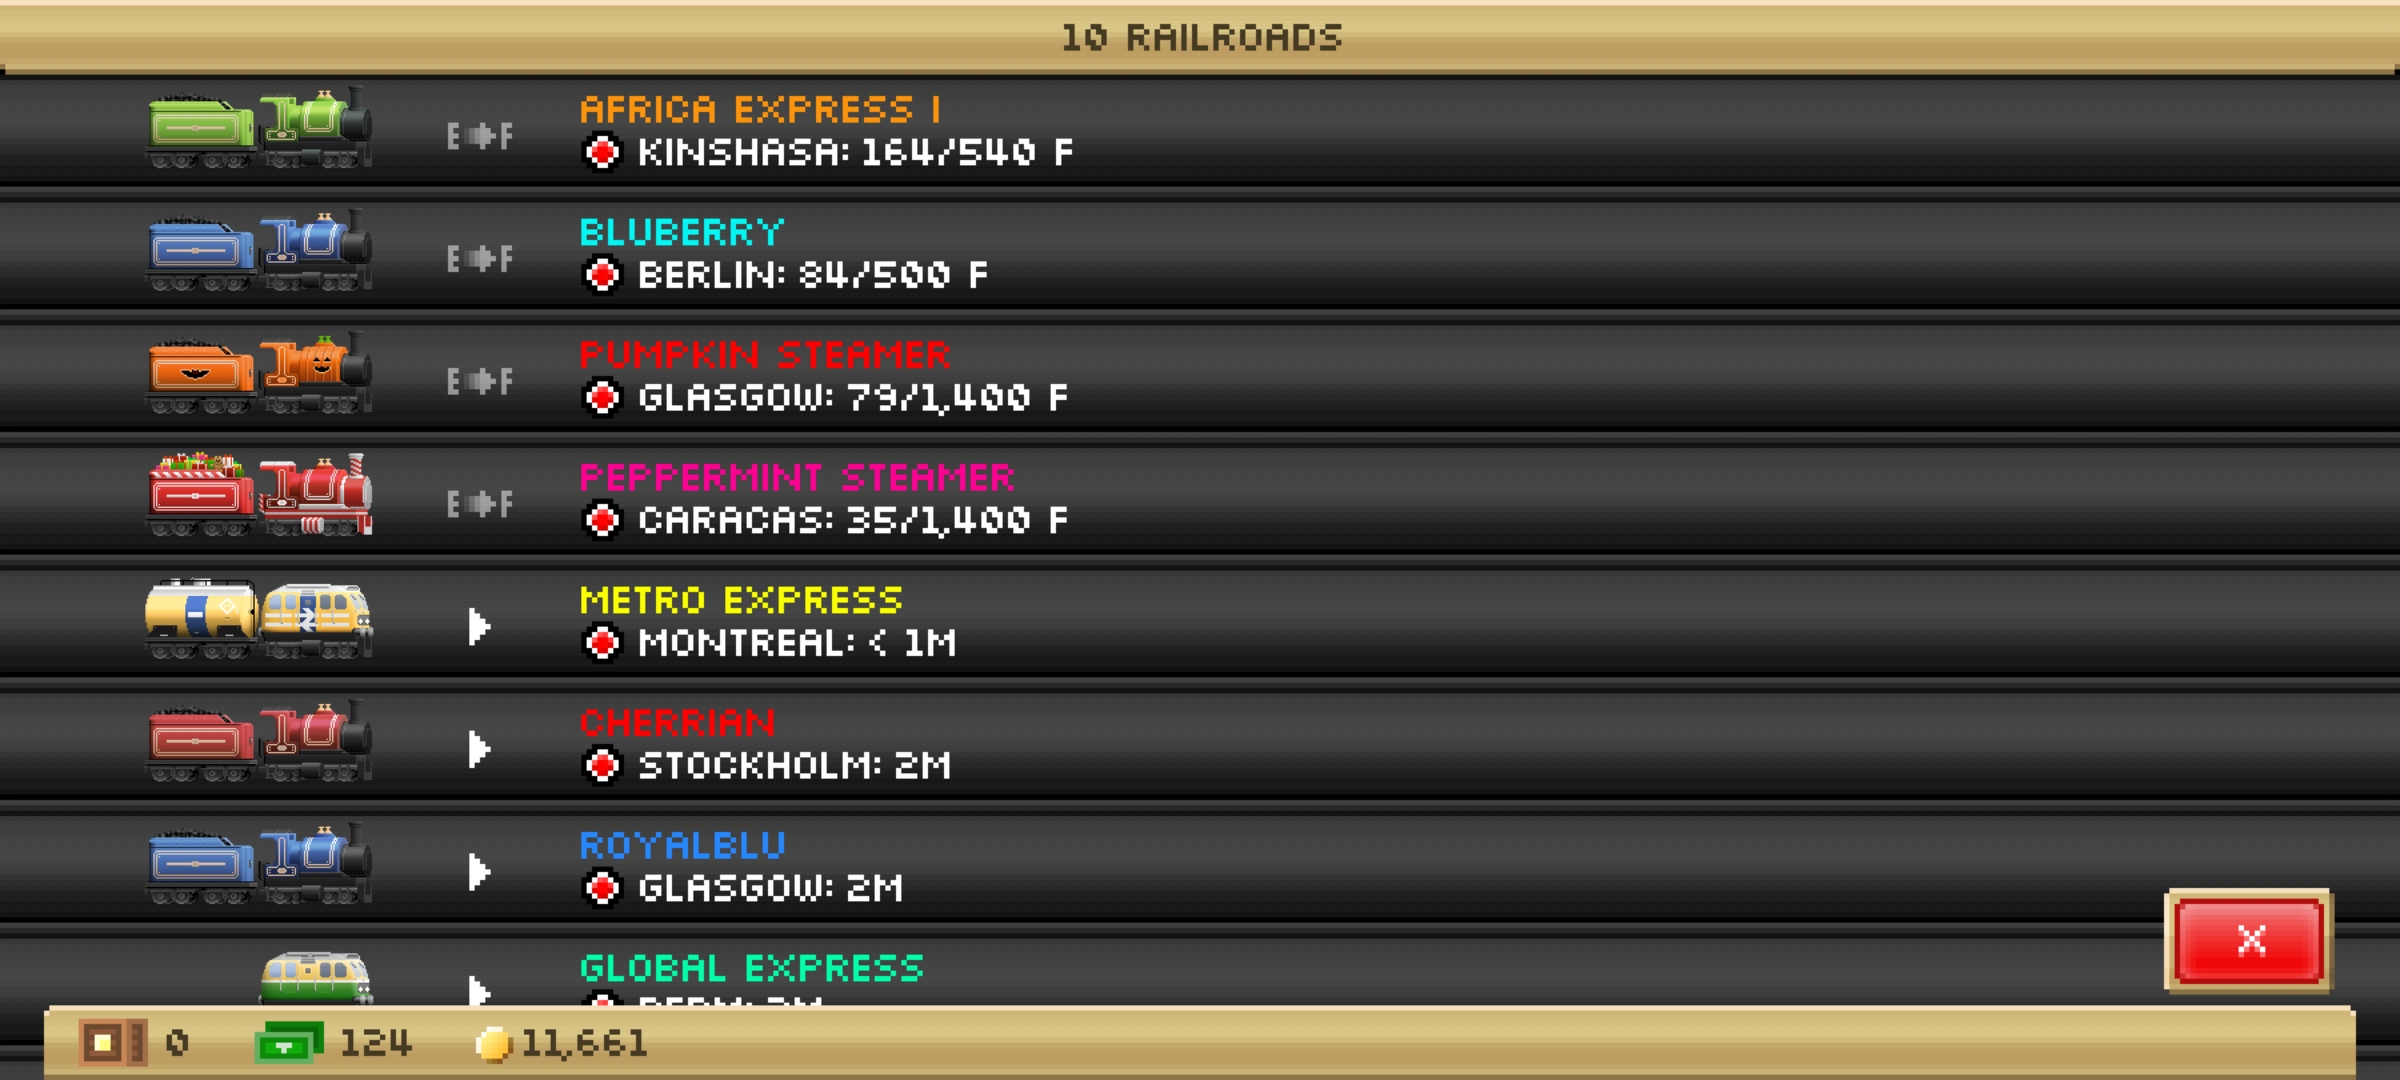 10 RAILROADS
AFRICA EXPRESS I
E F
KINSHASA: 164/540 F
BLUBERRY
E F
BERLIN: 84/500 F
PUMPKIN STEAMER
E F
GLASGOW: 79/1,400 F
PEPPERMINT STEAMER
E F
CARACAS: 35/1,400 F
METRO EXPRESS
MONTREAL: < 1M
CHERRIAN
STOCKHOLM: 2M
ROYALBLU
GLASGOW: 2M
GLOBAL EXPRESS
X
0 124 11,661